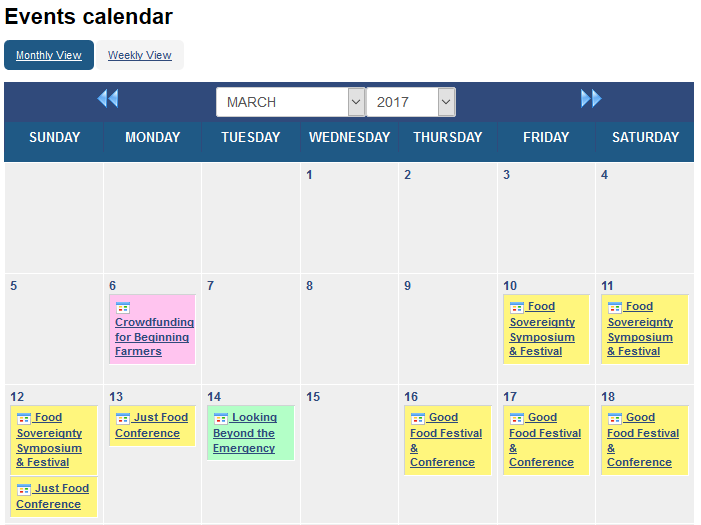 Events calendar
Monthly View Weekly View
MARCH 2017
SUNDAY MONDAY TUESDAY WEDNESDAY THURSDAY FRIDAY SATURDAY
1 2 3 4
5 6 7 8 9 10 11
Crowdfunding
for Beginning
Farmers
Food
Sovereignty
Symposium
& Festival
Food
Sovereignty
Symposium
& Festival
12 13 14 15 16 17 18
Food
Sovereignty
Symposium
& Festival
Just Food
Conference
Just Food
Conference
Looking
Beyond the
Emergency
Good
Food Festival
&
Conference
Good
Food Festival
&
Conference
Good
Food Festival
&
Conference